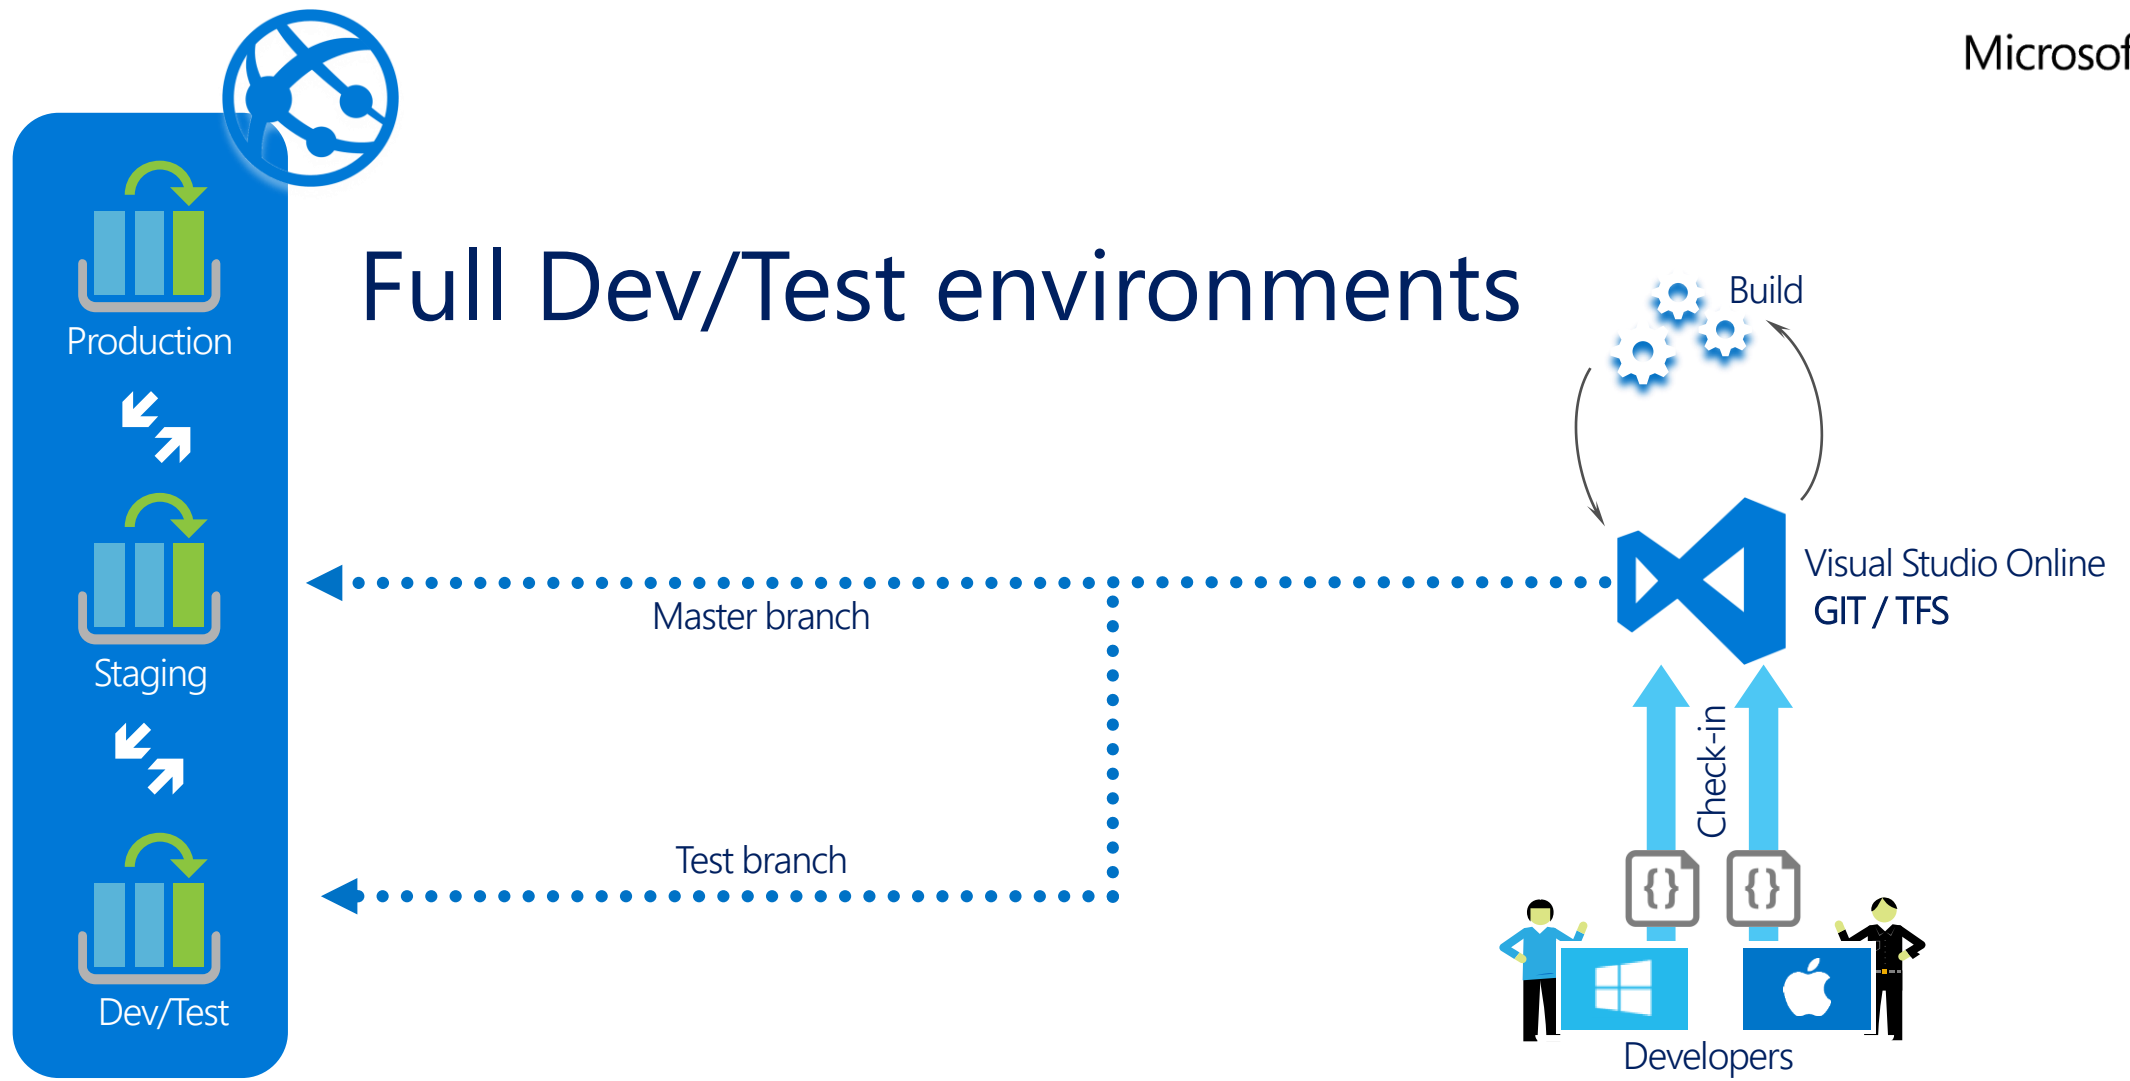 Microsof
Production
Full Dev/Test environments
Build
Visual Studio Online
GIT / TFS
Master branch
Staging
Check-in
Test branch
{}
{}
Dev/Test
Developers